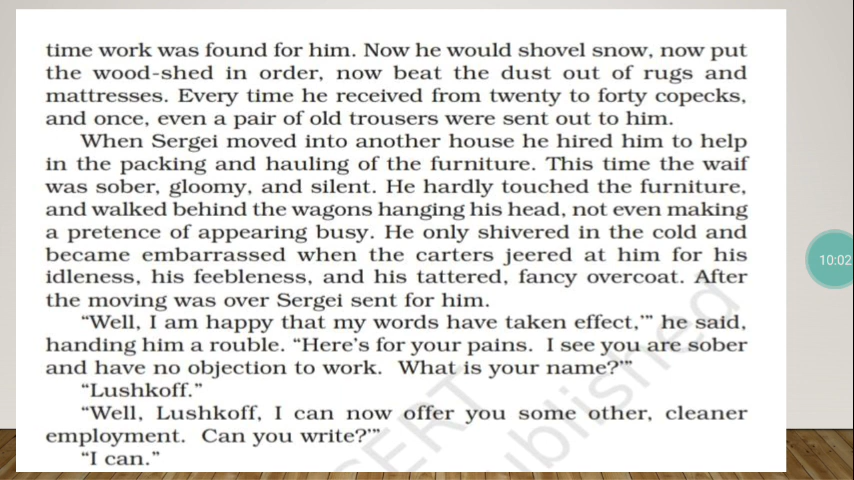 time work was found for him. Now he would shovel snow, now put
the wood-shed in order, now beat the dust out of rugs and
mattresses. Every time he received from twenty to forty copecks,
and once, even a pair of old trousers were sent out to him.
When Sergei moved into another house he hired him to help
in the packing and hauling of the furniture. This time the waif
was sober, gloomy, and silent. He hardly touched the furniture,
and walked behind the wagons hanging his head, not even making
a pretence of appearing busy. He only shivered in the cold and
became embarrassed when the carters jeered at him for his
idleness, his feebleness, and his tattered, fancy overcoat. After
the moving was over Sergei sent for him.
“Well, I am happy that my words have taken effect,’” he said,
handing him a rouble. “Here's for your pains. I see you are sober
and have no objection to work. What is your name?’”
“Lushkoff.”
“Well, Lushkoff, I can now offer you some other, cleaner
employment. Can you write?’”
“I can.”
10:02